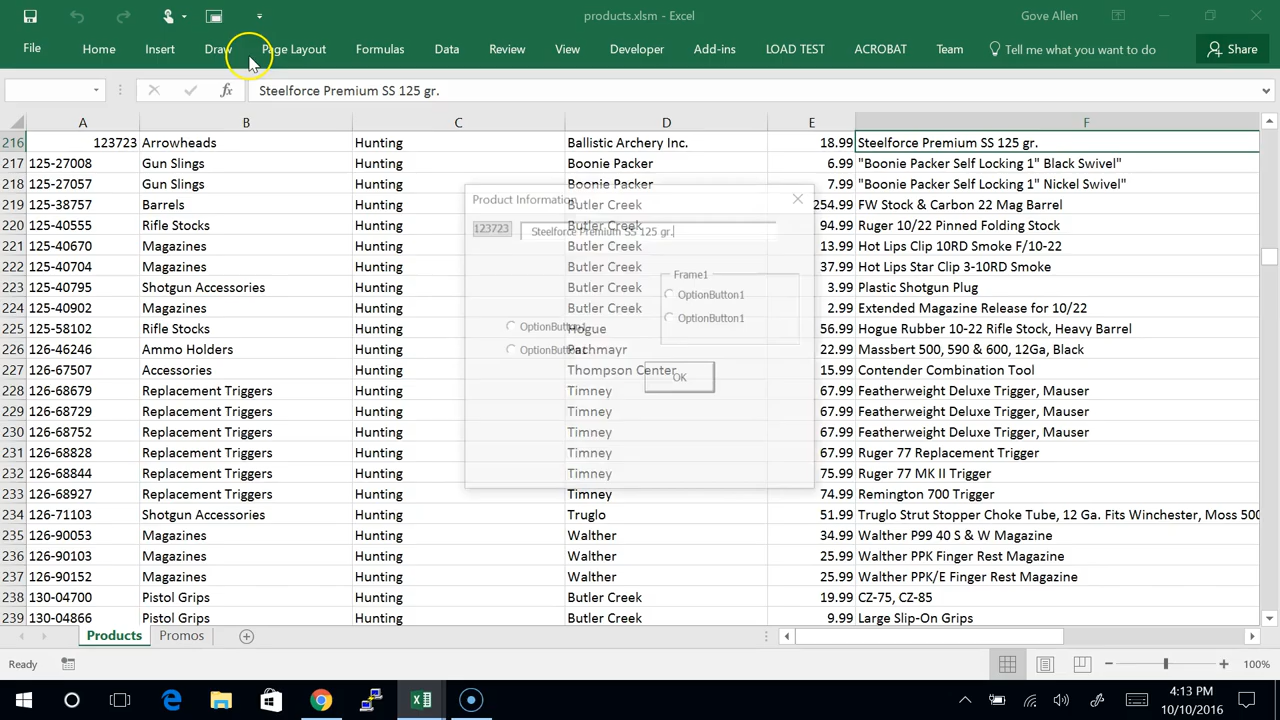 products.xlsm - Excel
Gove Allen
File Home Insert Draw Page Layout Formulas Data Review View Developer Add-ins LOAD TEST ACROBAT Team Tell me what you want to do Share
fx Steelforce Premium SS 125 gr.
A B C D E F
216 123723 Arrowheads Hunting Ballistic Archery Inc. 18.99 Steelforce Premium SS 125 gr.
217 125-27008 Gun Slings Hunting Boonie Packer 6.99 "Boonie Packer Self Locking 1" Black Swivel"
218 125-27057 Gun Slings Hunting Boonie Packer 7.99 "Boonie Packer Self Locking 1" Nickel Swivel"
Product Information
219 125-38757 Barrels Hunting Butler Creek 254.99 FW Stock & Carbon 22 Mag Barrel
220 126-40555 Rifle Stocks Hunting Butler Creek 94.99 Ruger 10/22 Pinned Folding Stock
123723 Steelforce Premium SS 125 gr.
221 125-40670 Magazines Hunting Butler Creek 13.99 Hot Lips Clip 10RD Smoke F/10-22
222 125-40704 Magazines Hunting Butler Creek 37.99 Hot Lips Star Clip 3-10RD Smoke
Frame1
223 125-40795 Shotgun Accessories Hunting Butler Creek 3.99 Plastic Shotgun Plug
OptionButton1
224 125-40902 Magazines Hunting Butler Creek 2.99 Extended Magazine Release for 10/22
OptionButton1
225 125-58102 Rifle Stocks Hunting Hogue 56.99 Hogue Rubber 10-22 Rifle Stock, Heavy Barrel
OptionButton1
226 126-46246 Ammo Holders Hunting Pachmayr 22.99 Massbert 500, 590 & 600, 12Ga, Black
OptionButton1
227 126-67507 Accessories Hunting Thompson Center 15.99 Contender Combination Tool
OK
228 126-68679 Replacement Triggers Hunting Timney 67.99 Featherweight Deluxe Trigger, Mauser
229 126-68729 Replacement Triggers Hunting Timney 67.99 Featherweight Deluxe Trigger, Mauser
230 126-68752 Replacement Triggers Hunting Timney 67.99 Featherweight Deluxe Trigger, Mauser
231 126-68828 Replacement Triggers Hunting Timney 67.99 Ruger 77 Replacement Trigger
232 126-68844 Replacement Triggers Hunting Timney 75.99 Ruger 77 MK II Trigger
233 126-68927 Replacement Triggers Hunting Timney 74.99 Remington 700 Trigger
234 126-71103 Shotgun Accessories Hunting Truglo 51.99 Truglo Strut Stopper Choke Tube, 12 Ga. Fits Winchester, Moss 500
235 126-90053 Magazines Hunting Walther 34.99 Walther P99 40 S & W Magazine
236 126-90103 Magazines Hunting Walther 25.99 Walther PPK Finger Rest Magazine
237 126-90152 Magazines Hunting Walther 25.99 Walther PPK/E Finger Rest Magazine
238 130-04700 Pistol Grips Hunting Butler Creek 19.99 CZ-75, CZ-85
239 130-04866 Pistol Grips Hunting Butler Creek 9.99 Large Slip-On Grips
Products Promos
Ready 100%
4:13 PM
10/10/2016